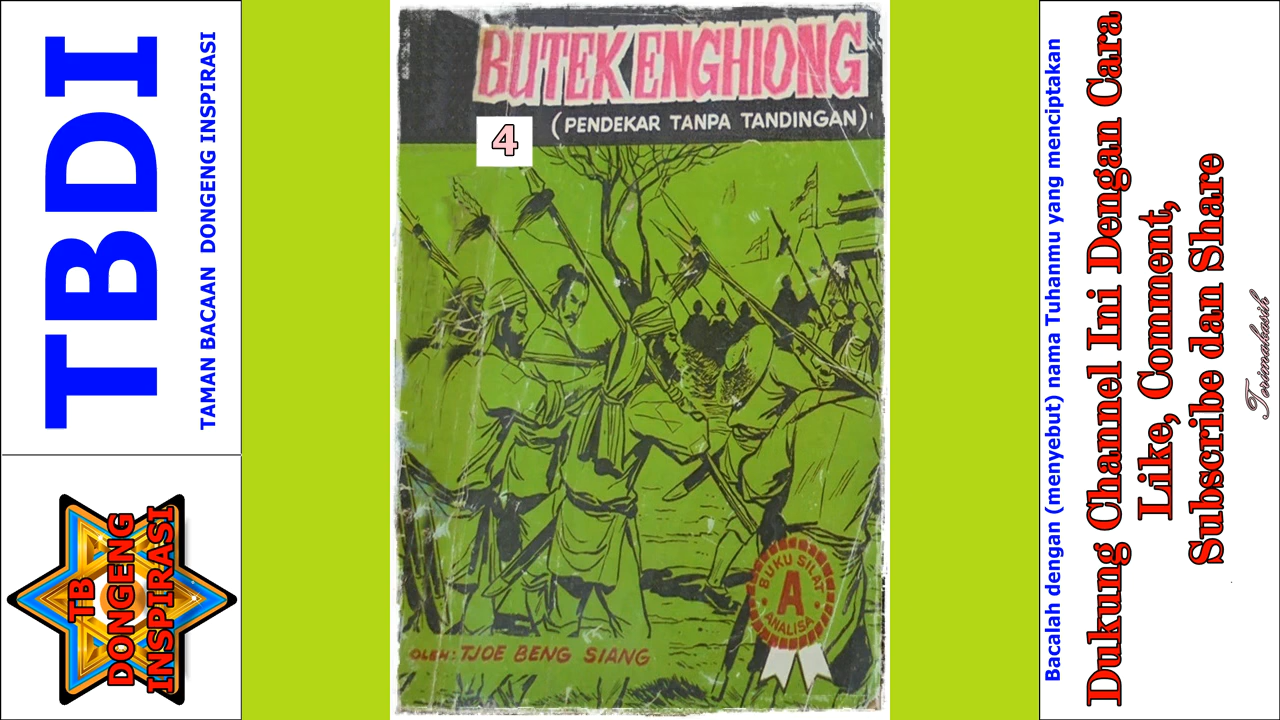 TBDI
TAMAN BACAAN DONGENG INSPIRASI
TB
DONGENG
INSPIRASI
BUTEK ENGHIONG
(PENDEKAR TANPA TANDINGAN)
4
BUKU SILAT
A
ANALISA
OLEH: TJOE BENG SIANG
Bacalah dengan (menyebut) nama Tuhanmu yang menciptakan
Dukung Channel Ini Dengan Cara
Like, Comment,
Subscribe dan Share
Terimakasih